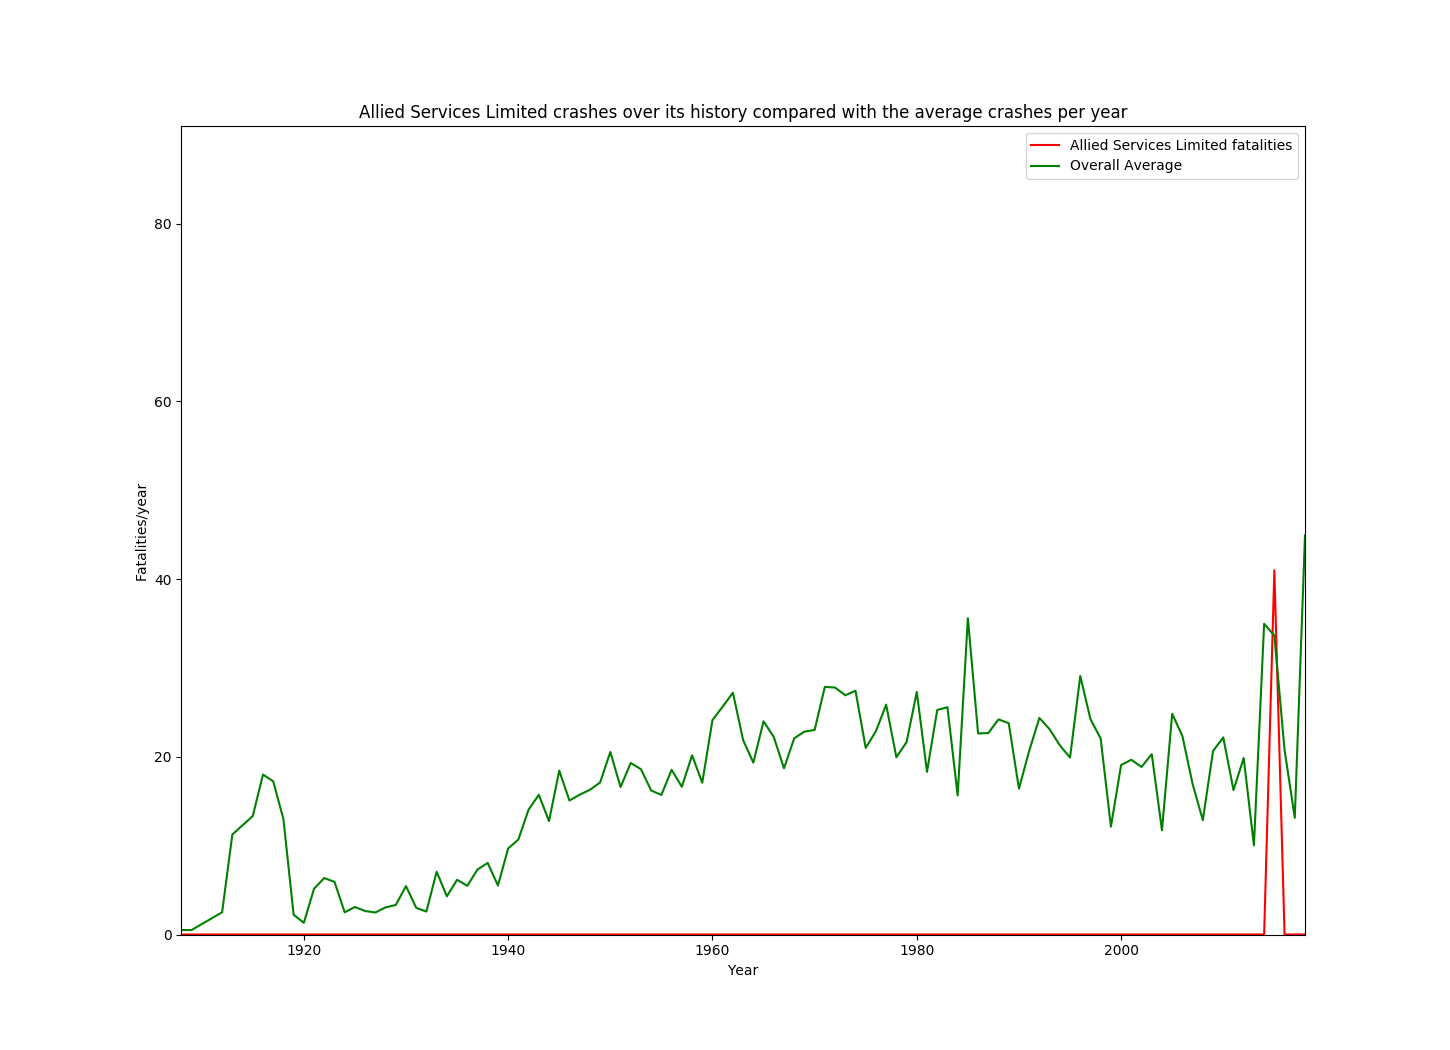 Allied Services Limited crashes over its history compared with the average crashes per year
Allied Services Limited fatalities
Overall Average
80
60
40
20
0
Fatalities/year
1920
1940
1960
1980
2000
Year